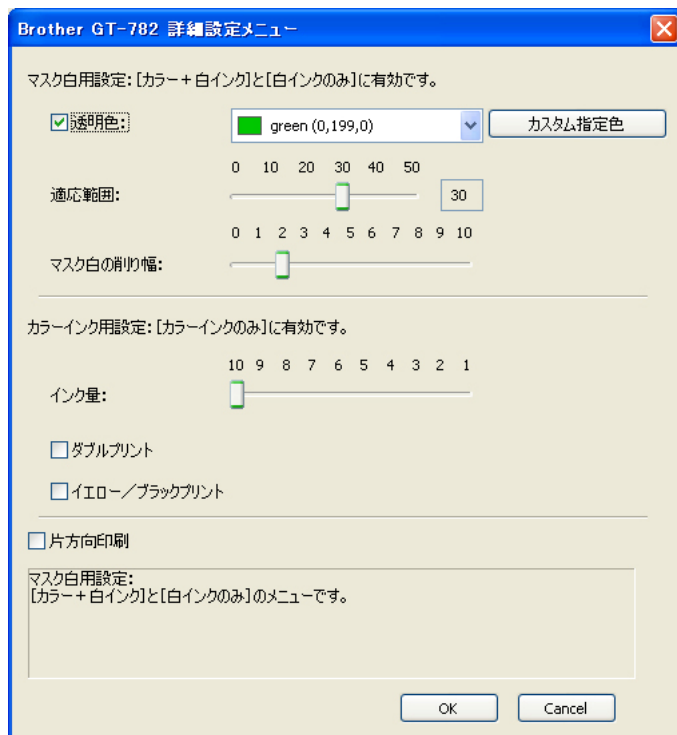 Brother GT-782 詳細設定メニュー
マスク白用設定: [カラー＋白インク]と[白インクのみ]に有効です。
透明色:
green (0,199,0)
カスタム指定色
0 10 20 30 40 50
適応範囲:
30
0 1 2 3 4 5 6 7 8 9 10
マスク白の削り幅:
カラーインク用設定: [カラーインクのみ]に有効です。
10 9 8 7 6 5 4 3 2 1
インク量:
ダブルプリント
イエロー／ブラックプリント
片方向印刷
マスク白用設定:
[カラー＋白インク]と[白インクのみ]のメニューです。
OK
Cancel